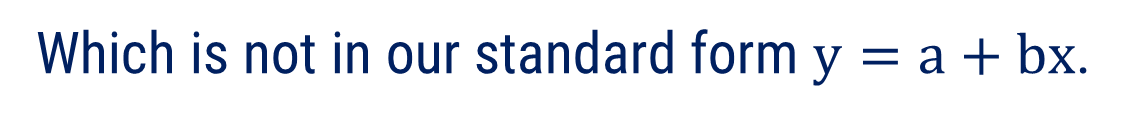 Which is not in our standard form y = a + bx.